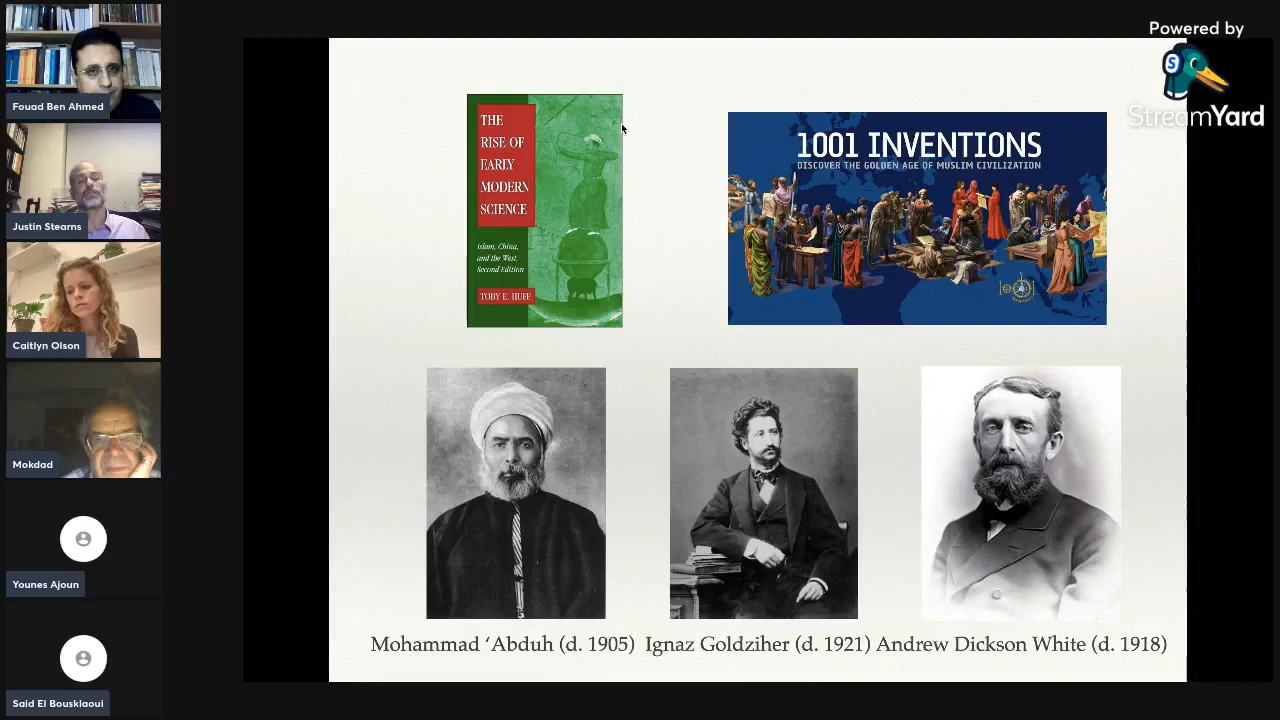 Fouad Ben Ahmed
Justin Stearns
Caitlyn Olson
Mokdad
Younes Ajoun
Said El Bousklaoui
Powered by
S
StreamYard
THE
RISE OF
EARLY
MODERN
SCIENCE
Islam, China,
and the West,
Second Edition
TOBY E. HUFF
1001 INVENTIONS
DISCOVER THE GOLDEN AGE OF MUSLIM CIVILIZATION
Mohammad ‘Abduh (d. 1905) Ignaz Goldziher (d. 1921) Andrew Dickson White (d. 1918)